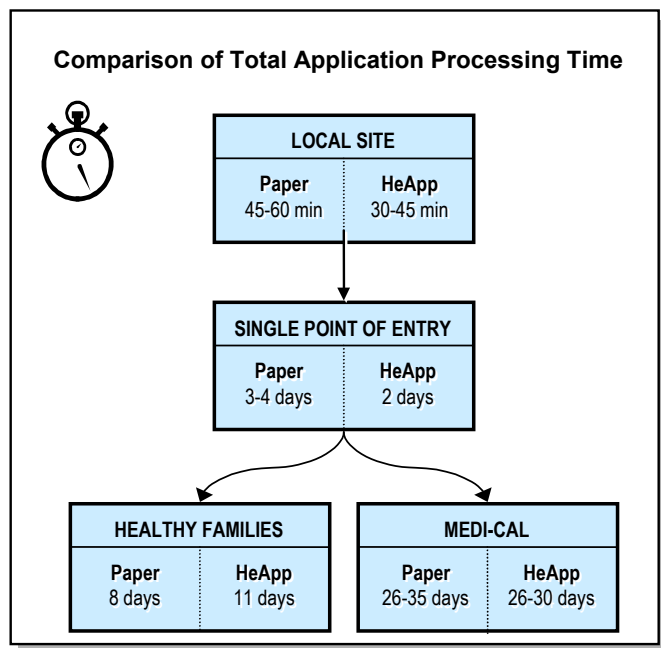 Comparison of Total Application Processing Time
LOCAL SITE
Paper HeApp
45-60 min 30-45 min
SINGLE POINT OF ENTRY
Paper HeApp
3-4 days 2 days
HEALTHY FAMILIES
Paper HeApp
8 days 11 days
MEDI-CAL
Paper HeApp
26-35 days 26-30 days